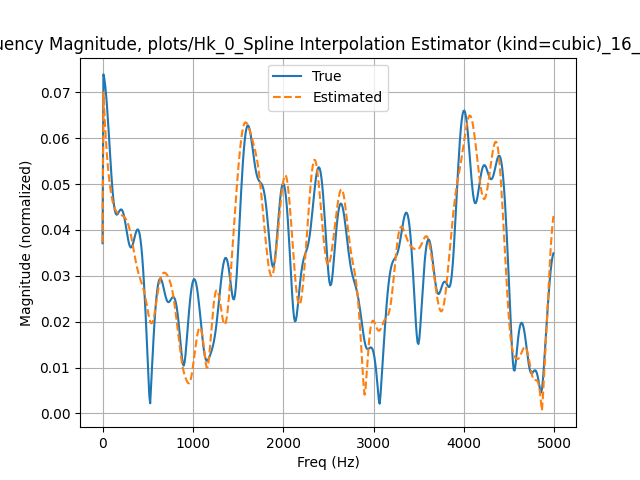 uency Magnitude, plots/Hk_0_Spline Interpolation Estimator (kind=cubic)_16_
True
Estimated
Magnitude (normalized)
0.07
0.06
0.05
0.04
0.03
0.02
0.01
0.00
0 1000 2000 3000 4000 5000
Freq (Hz)